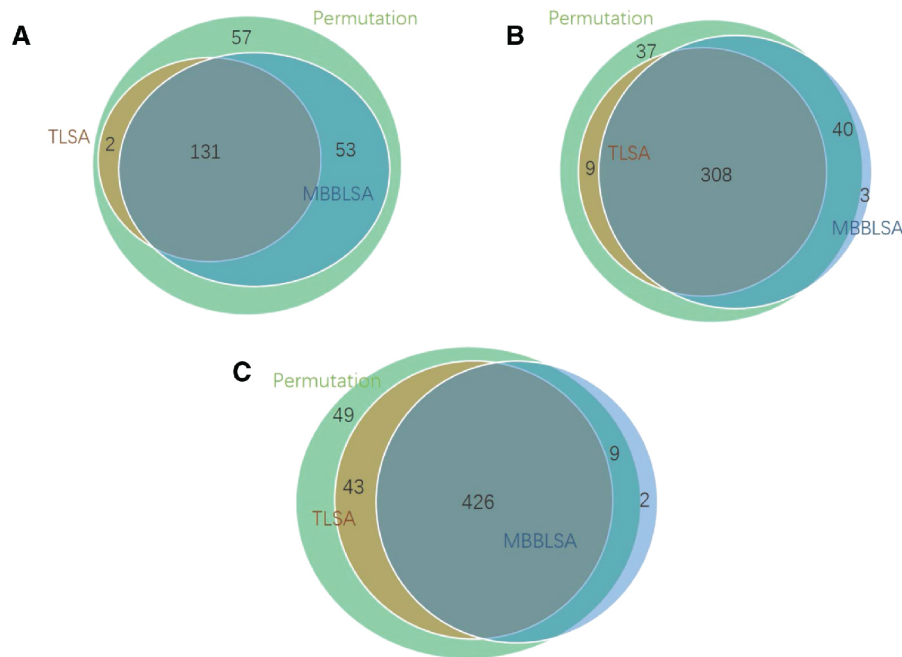 A
Permutation
57
TLSA
2
131
53
MBBLSA
B
Permutation
37
40
TLSA
9
308
3
MBBLSA
C
Permutation
49
9
43
426
2
TLSA
MBBLSA